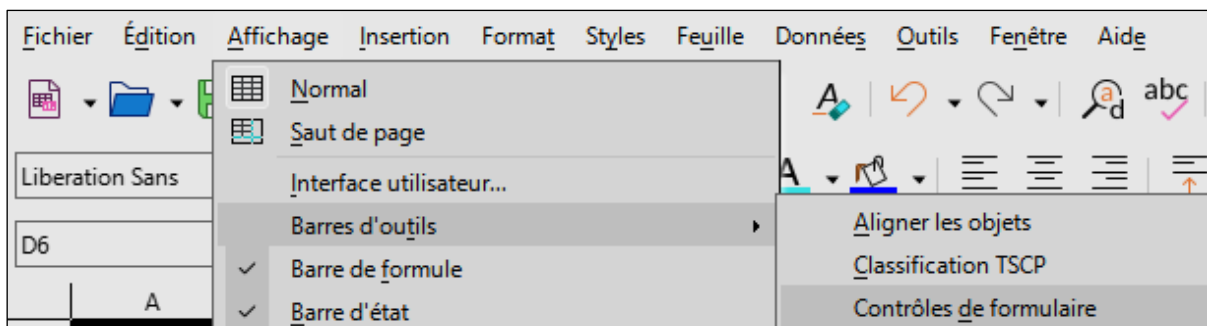 Fichier Édition Affichage Insertion Format Styles Feuille Données Outils Fenêtre Aide
Normal
Saut de page
abc
Liberation Sans
Interface utilisateur...
Barres d'outils
Aligner les objets
D6
Barre de formule
Classification TSCP
A
Barre d'état
Contrôles de formulaire